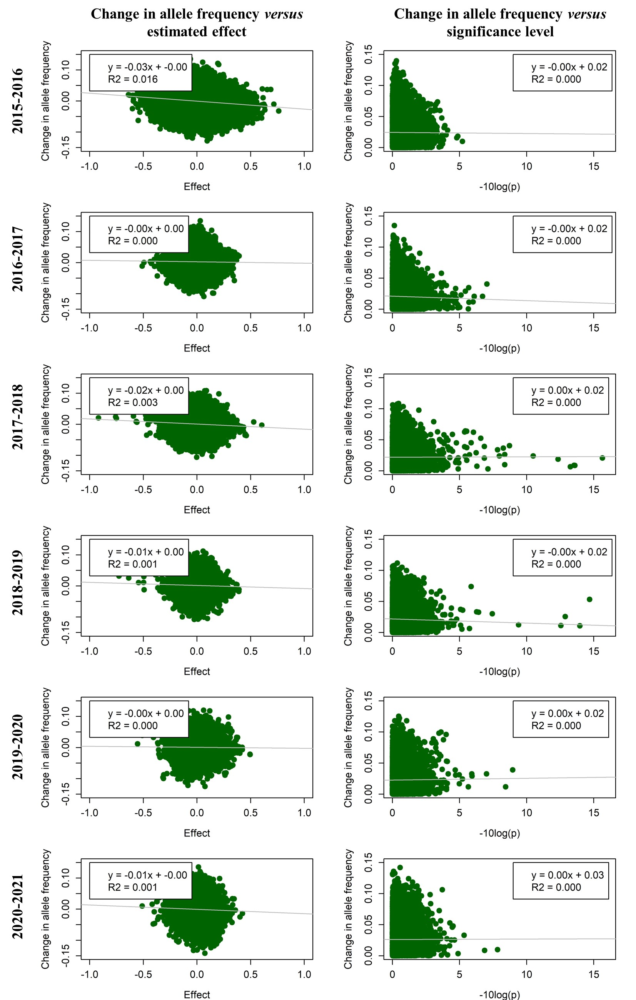 Change in allele frequency versus
estimated effect
Change in allele frequency versus
significance level
2015-2016
Change in allele frequency
-0.15 0.00 0.10
y = -0.03x + -0.00
R2 = 0.016
-1.0 -0.5 0.0 0.5 1.0
Effect
Change in allele frequency
0.00 0.05 0.10 0.15
y = -0.00x + 0.02
R2 = 0.000
0 5 10 15
-10log(p)
2016-2017
Change in allele frequency
-0.15 0.00 0.10
y = -0.00x + 0.00
R2 = 0.000
-1.0 -0.5 0.0 0.5 1.0
Effect
Change in allele frequency
0.00 0.05 0.10 0.15
y = -0.00x + 0.02
R2 = 0.000
0 5 10 15
-10log(p)
2017-2018
Change in allele frequency
-0.15 0.00 0.10
y = -0.02x + 0.00
R2 = 0.003
-1.0 -0.5 0.0 0.5 1.0
Effect
Change in allele frequency
0.00 0.05 0.10 0.15
y = 0.00x + 0.02
R2 = 0.000
0 5 10 15
-10log(p)
2018-2019
Change in allele frequency
-0.15 0.00 0.10
y = -0.01x + 0.00
R2 = 0.001
-1.0 -0.5 0.0 0.5 1.0
Effect
Change in allele frequency
0.00 0.05 0.10 0.15
y = -0.00x + 0.02
R2 = 0.000
0 5 10 15
-10log(p)
2019-2020
Change in allele frequency
-0.15 0.00 0.10
y = -0.00x + 0.00
R2 = 0.000
-1.0 -0.5 0.0 0.5 1.0
Effect
Change in allele frequency
0.00 0.05 0.10 0.15
y = 0.00x + 0.02
R2 = 0.000
0 5 10 15
-10log(p)
2020-2021
Change in allele frequency
-0.15 0.00 0.10
y = -0.01x + -0.00
R2 = 0.001
-1.0 -0.5 0.0 0.5 1.0
Effect
Change in allele frequency
0.00 0.05 0.10 0.15
y = 0.00x + 0.03
R2 = 0.000
0 5 10 15
-10log(p)